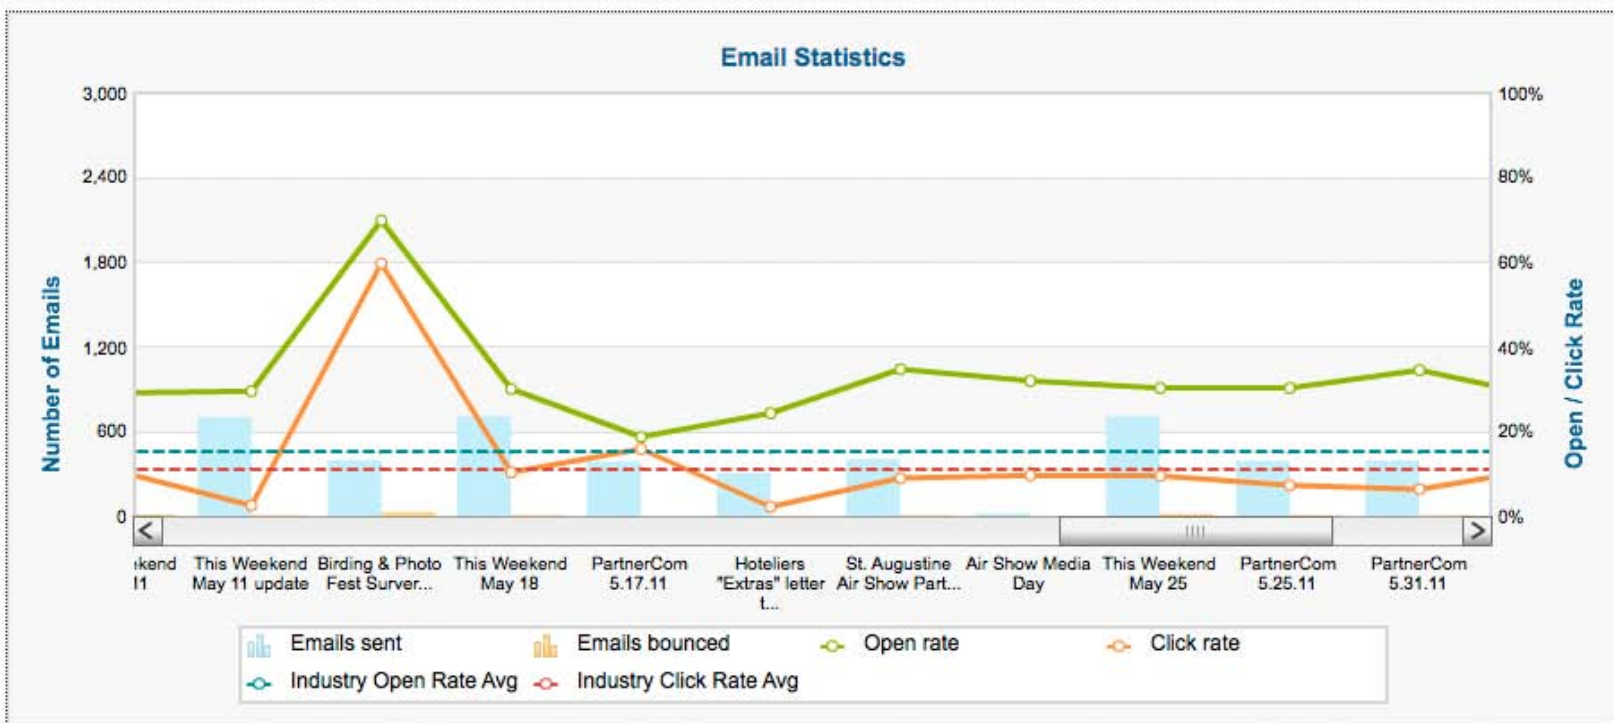 Email Statistics
3,000
2,400
1,800
1,200
600
0
Number of Emails
100%
80%
60%
40%
20%
0%
Open / Click Rate
kend
11
This Weekend
May 11 update
Birding & Photo
Fest Surver...
This Weekend
May 18
PartnerCom
5.17.11
Hoteliers
"Extras" letter
t...
St. Augustine
Air Show Part...
Air Show Media
Day
This Weekend
May 25
PartnerCom
5.25.11
PartnerCom
5.31.11
Emails sent
Emails bounced
Open rate
Click rate
Industry Open Rate Avg
Industry Click Rate Avg